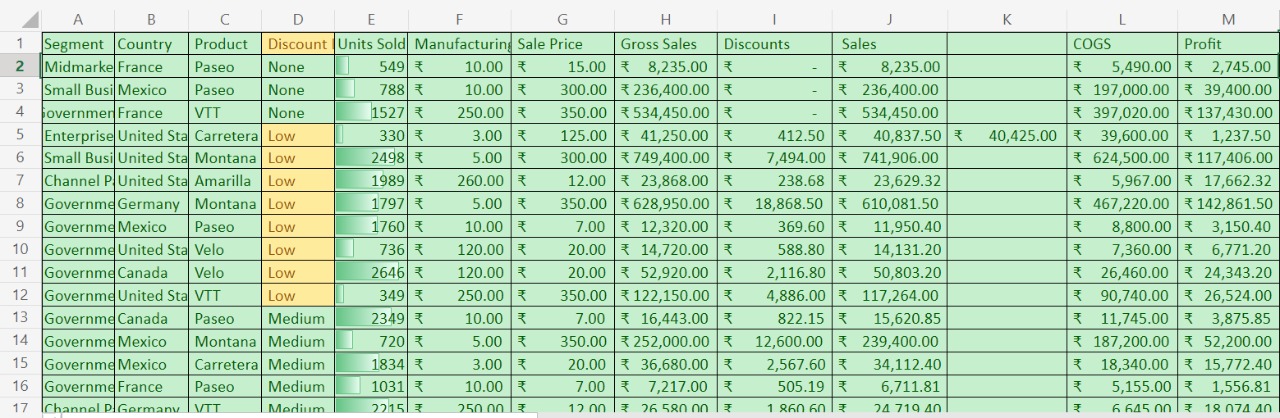 A B C D E F G H I J K L M
1 Segment Country Product Discount Units Sold Manufacturing Sale Price Gross Sales Discounts Sales COGS Profit
2 Midmarke France Paseo None 549 ₹ 10.00 ₹ 15.00 ₹ 8,235.00 ₹ - ₹ 8,235.00 ₹ 5,490.00 ₹ 2,745.00
3 Small Busi Mexico Paseo None 788 ₹ 10.00 ₹ 300.00 ₹ 236,400.00 ₹ - ₹ 236,400.00 ₹ 197,000.00 ₹ 39,400.00
4 overnmen France VTT None 1527 ₹ 250.00 ₹ 350.00 ₹ 534,450.00 ₹ - ₹ 534,450.00 ₹ 397,020.00 ₹ 137,430.00
5 Enterprise United Sta Carretera Low 330 ₹ 3.00 ₹ 125.00 ₹ 41,250.00 ₹ 412.50 ₹ 40,837.50 ₹ 40,425.00 ₹ 39,600.00 ₹ 1,237.50
6 Small Busi United Sta Montana Low 2498 ₹ 5.00 ₹ 300.00 ₹ 749,400.00 ₹ 7,494.00 ₹ 741,906.00 ₹ 624,500.00 ₹ 117,406.00
7 Channel P United Sta Amarilla Low 1989 ₹ 260.00 ₹ 12.00 ₹ 23,868.00 ₹ 238.68 ₹ 23,629.32 ₹ 5,967.00 ₹ 17,662.32
8 Governme Germany Montana Low 1797 ₹ 5.00 ₹ 350.00 ₹ 628,950.00 ₹ 18,868.50 ₹ 610,081.50 ₹ 467,220.00 ₹ 142,861.50
9 Governme Mexico Paseo Low 1760 ₹ 10.00 ₹ 7.00 ₹ 12,320.00 ₹ 369.60 ₹ 11,950.40 ₹ 8,800.00 ₹ 3,150.40
10 Governme United Sta Velo Low 736 ₹ 120.00 ₹ 20.00 ₹ 14,720.00 ₹ 588.80 ₹ 14,131.20 ₹ 7,360.00 ₹ 6,771.20
11 Governme Canada Velo Low 2646 ₹ 120.00 ₹ 20.00 ₹ 52,920.00 ₹ 2,116.80 ₹ 50,803.20 ₹ 26,460.00 ₹ 24,343.20
12 Governme United Sta VTT Low 349 ₹ 250.00 ₹ 350.00 ₹ 122,150.00 ₹ 4,886.00 ₹ 117,264.00 ₹ 90,740.00 ₹ 26,524.00
13 Governme Canada Paseo Medium 2349 ₹ 10.00 ₹ 7.00 ₹ 16,443.00 ₹ 822.15 ₹ 15,620.85 ₹ 11,745.00 ₹ 3,875.85
14 Governme Mexico Montana Medium 720 ₹ 5.00 ₹ 350.00 ₹ 252,000.00 ₹ 12,600.00 ₹ 239,400.00 ₹ 187,200.00 ₹ 52,200.00
15 Governme Mexico Carretera Medium 1834 ₹ 3.00 ₹ 20.00 ₹ 36,680.00 ₹ 2,567.60 ₹ 34,112.40 ₹ 18,340.00 ₹ 15,772.40
16 Governme France Paseo Medium 1031 ₹ 10.00 ₹ 7.00 ₹ 7,217.00 ₹ 505.19 ₹ 6,711.81 ₹ 5,155.00 ₹ 1,556.81
17 Channel P Germany VTT Medium 2215 ₹ 250.00 ₹ 12.00 ₹ 26,580.00 ₹ 1,860.60 ₹ 24,719.40 ₹ 6,645.00 ₹ 18,074.40